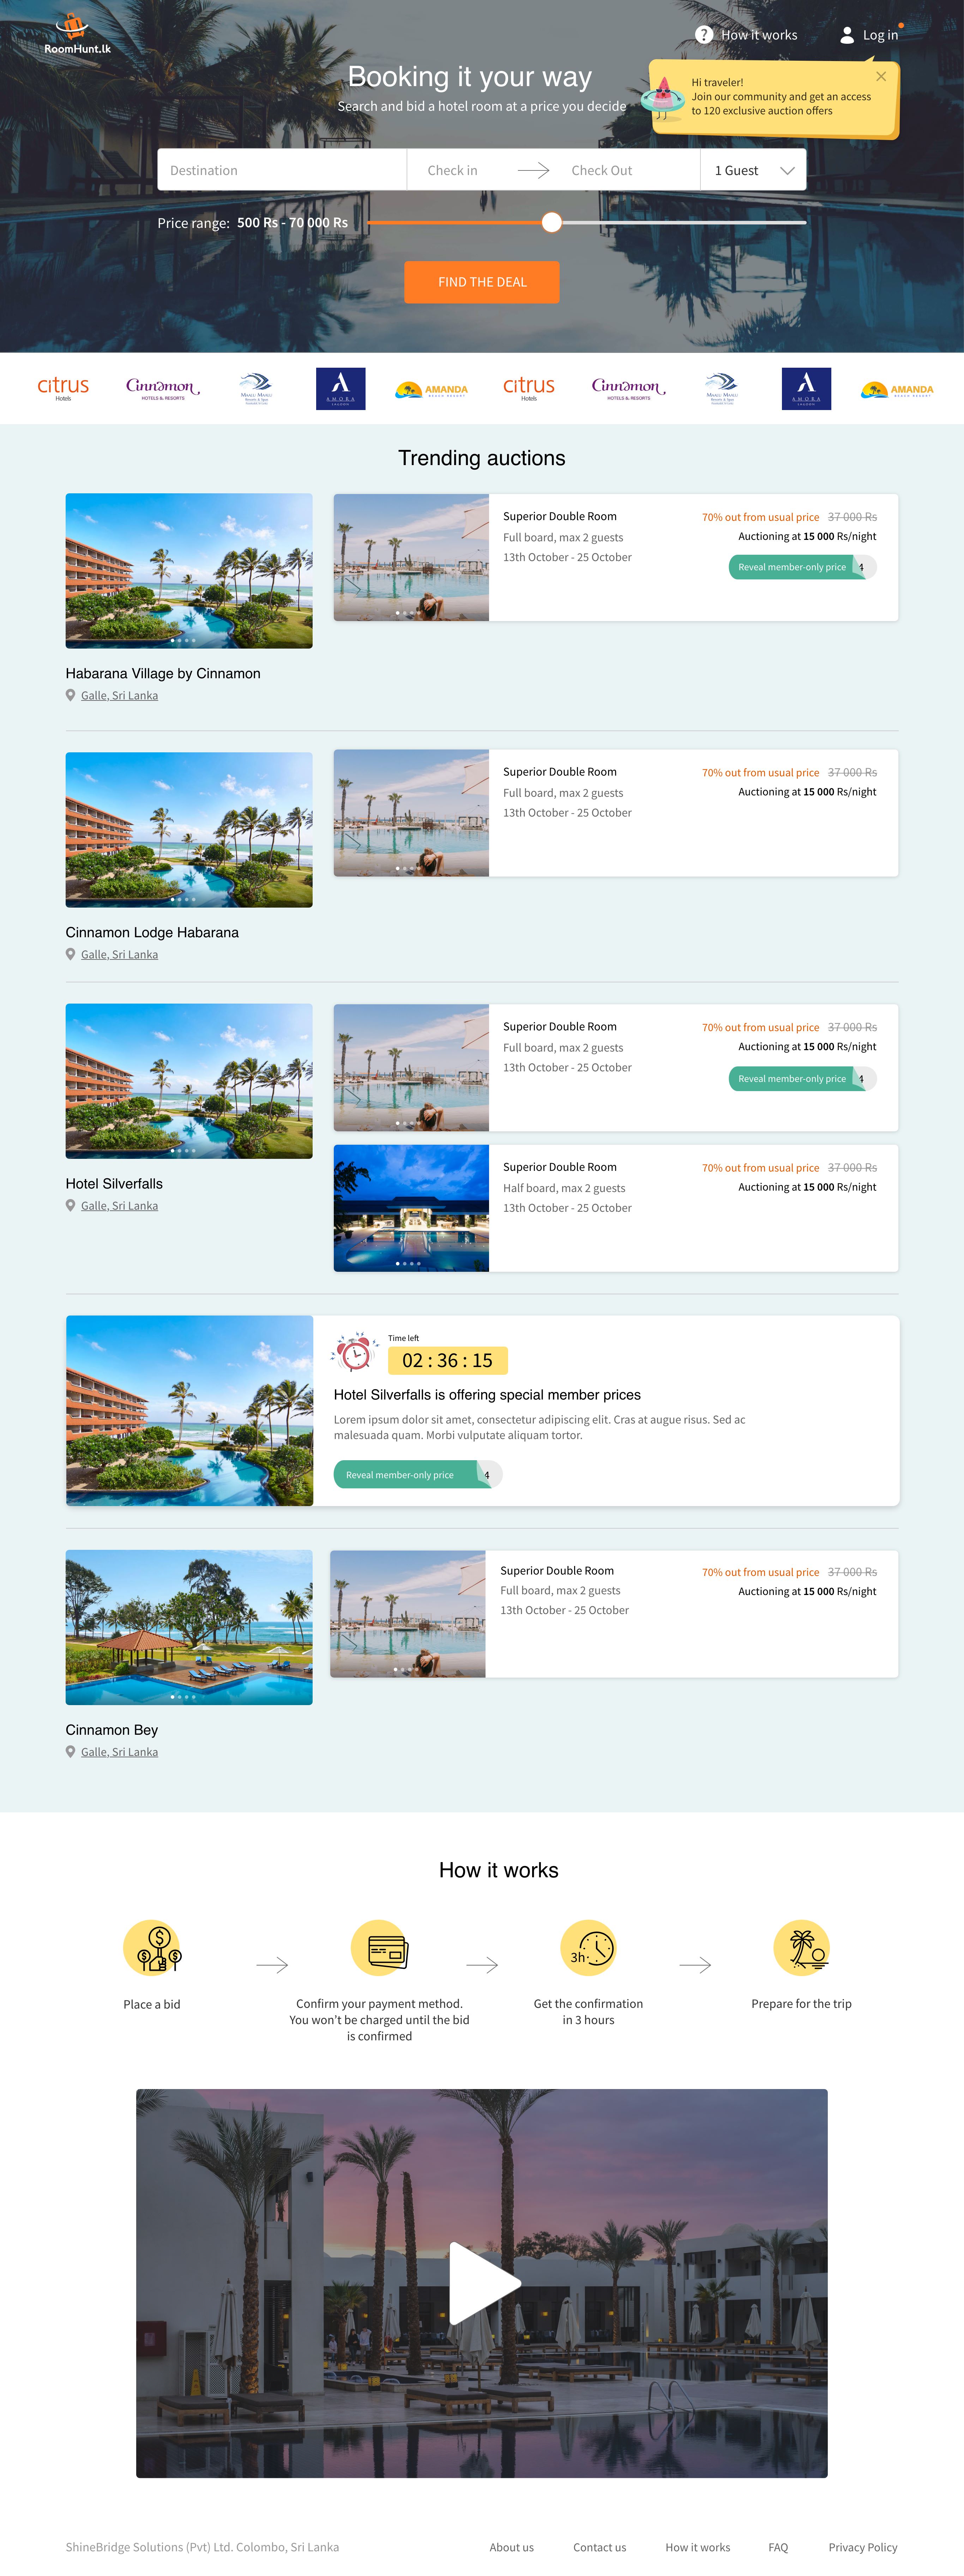 RoomHunt.lk
? How it works
Log in
Booking it your way
Search and bid a hotel room at a price you decide
Hi traveler!
Join our community and get an access
to 120 exclusive auction offers
Destination
Check in
Check Out
1 Guest
Price range: 500 Rs - 70 000 Rs
FIND THE DEAL
citrus
Hotels
Cinnamon
HOTELS & RESORTS
A
AMORA
LAGOON
AMANDA
BEACH RESORT
citrus
Hotels
Cinnamon
HOTELS & RESORTS
A
AMORA
LAGOON
AMANDA
BEACH RESORT
Trending auctions
Superior Double Room
Full board, max 2 guests
13th October - 25 October
70% out from usual price 37 000 Rs
Auctioning at 15 000 Rs/night
Reveal member-only price 4
Habarana Village by Cinnamon
Galle, Sri Lanka
Superior Double Room
Full board, max 2 guests
13th October - 25 October
70% out from usual price 37 000 Rs
Auctioning at 15 000 Rs/night
Cinnamon Lodge Habarana
Galle, Sri Lanka
Superior Double Room
Full board, max 2 guests
13th October - 25 October
70% out from usual price 37 000 Rs
Auctioning at 15 000 Rs/night
Reveal member-only price 4
Hotel Silverfalls
Galle, Sri Lanka
Superior Double Room
Half board, max 2 guests
13th October - 25 October
70% out from usual price 37 000 Rs
Auctioning at 15 000 Rs/night
Time left
02 : 36 : 15
Hotel Silverfalls is offering special member prices
Lorem ipsum dolor sit amet, consectetur adipiscing elit. Cras at augue risus. Sed ac
malesuada quam. Morbi vulputate aliquam tortor.
Reveal member-only price 4
Superior Double Room
Full board, max 2 guests
13th October - 25 October
70% out from usual price 37 000 Rs
Auctioning at 15 000 Rs/night
Cinnamon Bey
Galle, Sri Lanka
How it works
3h
Place a bid
Confirm your payment method.
You won't be charged until the bid
is confirmed
Get the confirmation
in 3 hours
Prepare for the trip
ShineBridge Solutions (Pvt) Ltd. Colombo, Sri Lanka
About us
Contact us
How it works
FAQ
Privacy Policy